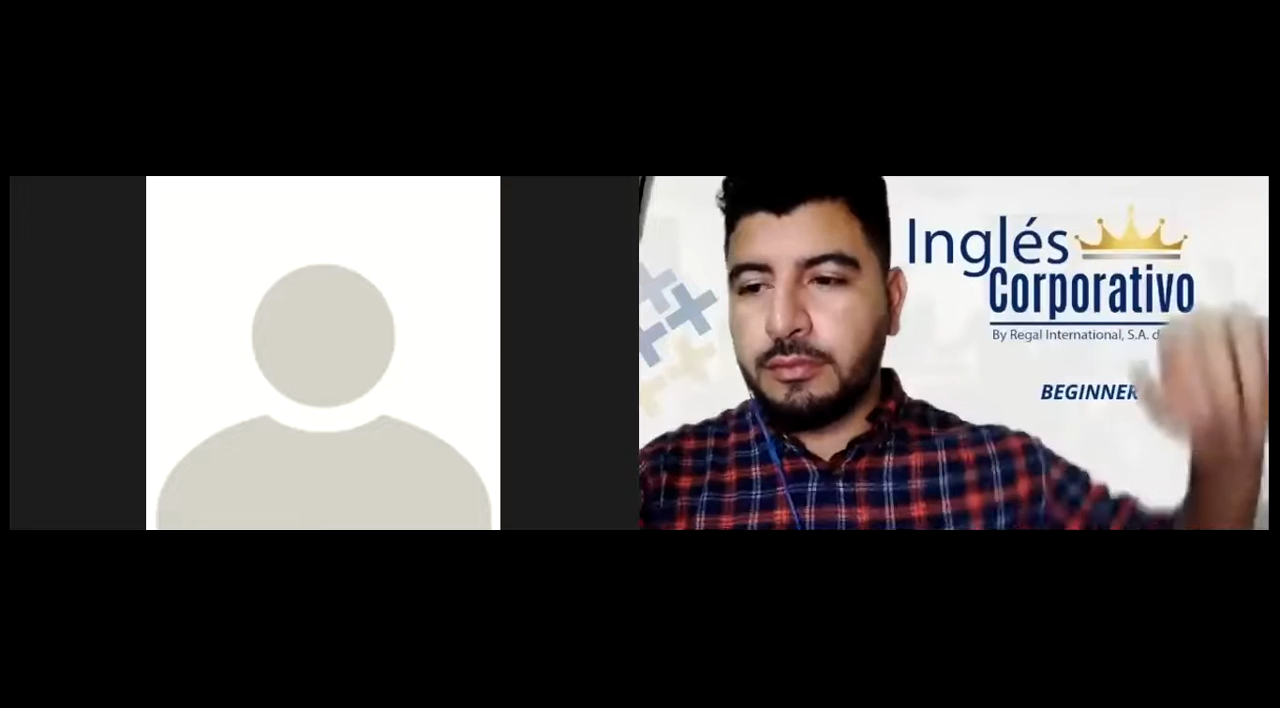 Inglés
Corporativo
By Regal International, S.A. d
BEGINNER